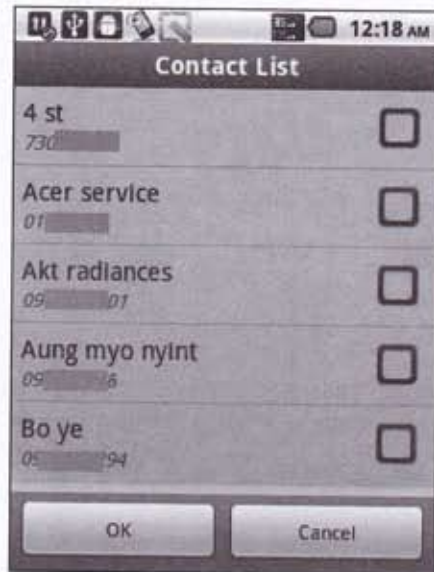 12:18 AM
Contact List
4 st
730
Acer service
01
Akt radiances
09 01
Aung myo nyint
09 6
Bo ye
09 94
OK
Cancel